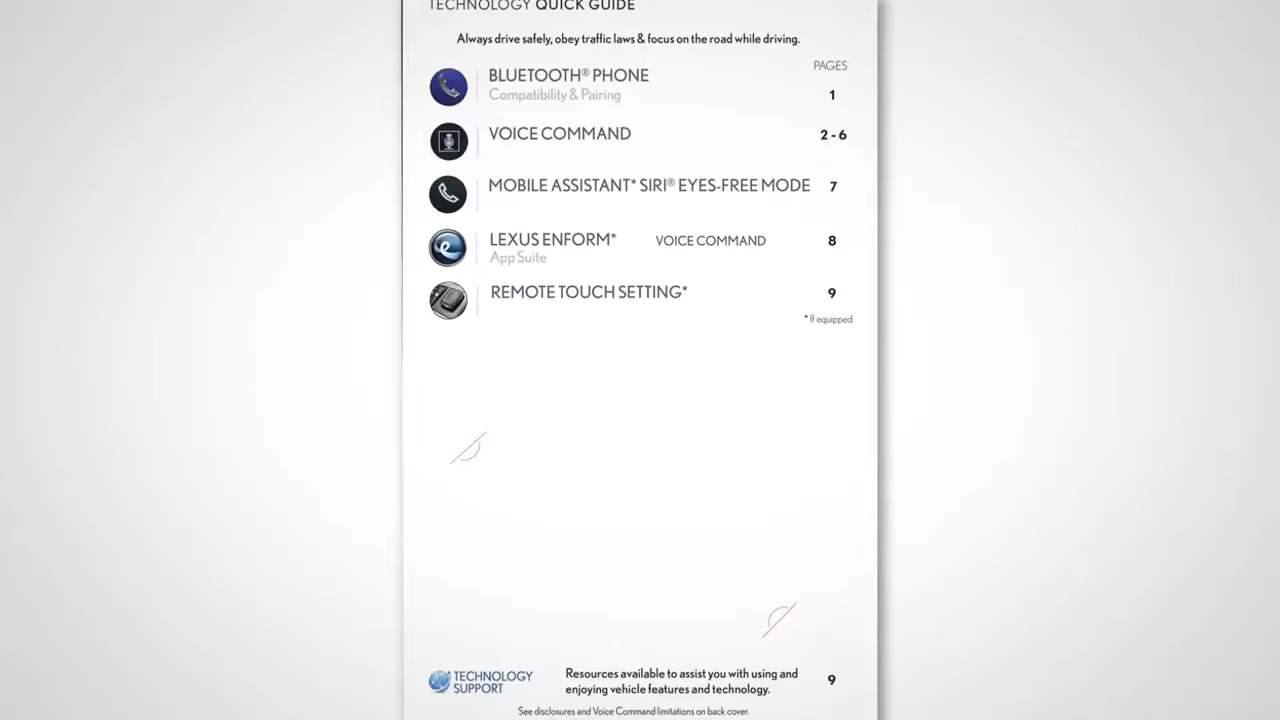 TECHNOLOGY QUICK GUIDE
Always drive safely, obey traffic laws & focus on the road while driving.
PAGES
BLUETOOTH® PHONE
Compatibility & Pairing 1
VOICE COMMAND 2 - 6
MOBILE ASSISTANT* SIRI® EYES-FREE MODE 7
LEXUS ENFORM* VOICE COMMAND 8
App Suite
REMOTE TOUCH SETTING* 9
* If equipped.
TECHNOLOGY SUPPORT
Resources available to assist you with using and
enjoying vehicle features and technology. 9
See disclosures and Voice Command limitations on back cover.